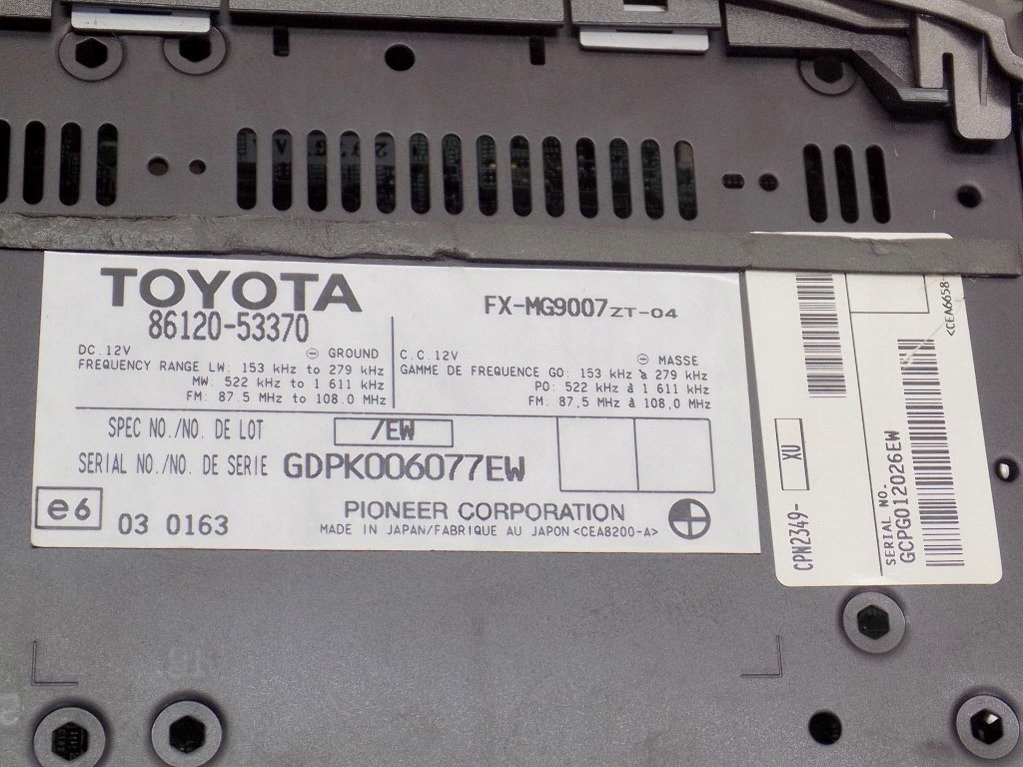 TOYOTA
86120-53370
FX-MG9007ZT-04
DC.12V ⊖ GROUND
FREQUENCY RANGE LW: 153 kHz to 279 kHz
MW: 522 kHz to 1 611 kHz
FM: 87.5 MHz to 108.0 MHz
C.C.12V ⊖ MASSE
GAMME DE FREQUENCE GO: 153 kHz à 279 kHz
PO: 522 kHz à 1 611 kHz
FM: 87,5 MHz à 108,0 MHz
SPEC NO./NO. DE LOT /EW
SERIAL NO./NO. DE SERIE GDPK006077EW
e6 03 0163
PIONEER CORPORATION
MADE IN JAPAN/FABRIQUE AU JAPON <CEA8200-A>
CPN2349- XU
SERIAL NO.
GCPG012026EW
<CEA6658-